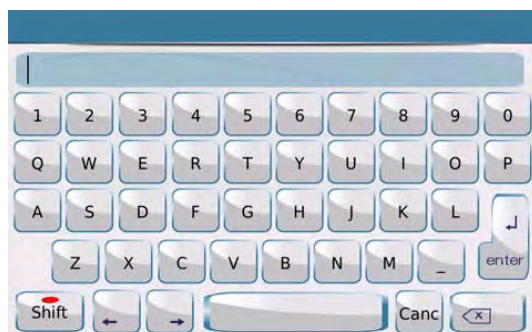 1 2 3 4 5 6 7 8 9 0
Q W E R T Y U I O P
A S D F G H J K L
enter
Z X C V B N M _
Shift Canc